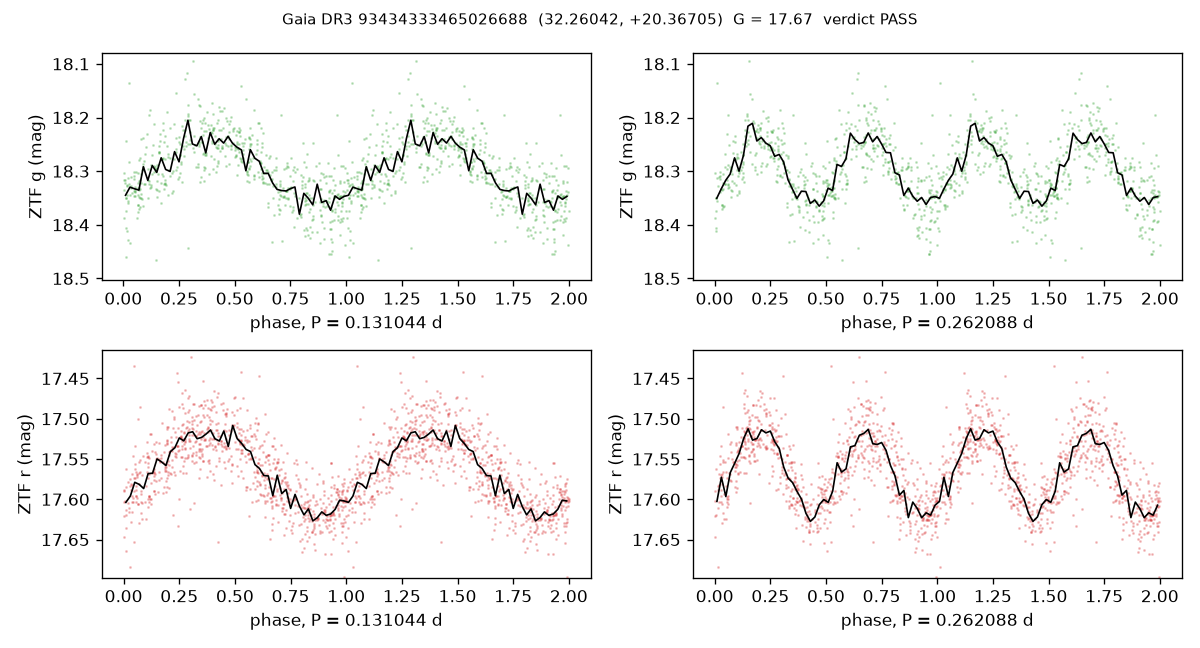 Gaia DR3 93434333465026688 (32.26042, +20.36705) G = 17.67 verdict PASS
18.1
18.2
18.3
18.4
18.5
ZTF g (mag)
0.00 0.25 0.50 0.75 1.00 1.25 1.50 1.75 2.00
phase, P = 0.131044 d
18.1
18.2
18.3
18.4
18.5
ZTF g (mag)
0.00 0.25 0.50 0.75 1.00 1.25 1.50 1.75 2.00
phase, P = 0.262088 d
17.45
17.50
17.55
17.60
17.65
ZTF r (mag)
0.00 0.25 0.50 0.75 1.00 1.25 1.50 1.75 2.00
phase, P = 0.131044 d
17.45
17.50
17.55
17.60
17.65
ZTF r (mag)
0.00 0.25 0.50 0.75 1.00 1.25 1.50 1.75 2.00
phase, P = 0.262088 d